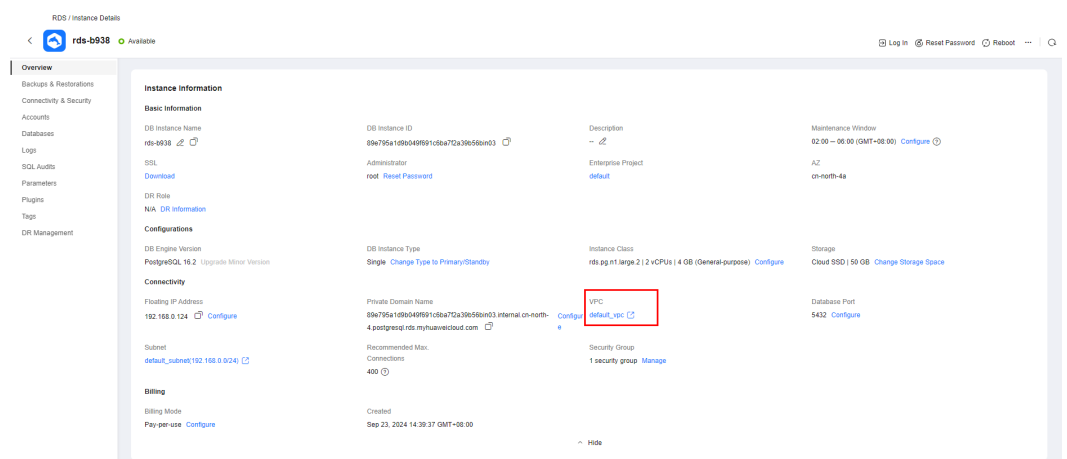 RDS / Instance Details
rds-b938 Available
Log In Reset Password Reboot ...
Overview
Backups & Restorations
Connectivity & Security
Accounts
Databases
Logs
SQL Audits
Parameters
Plugins
Tags
DR Management
Instance Information
Basic Information
DB Instance Name
rds-b938
DB Instance ID
89e795a1d9b049f691c6ba7f2a39b56bin03
Description
--
Maintenance Window
02:00 — 06:00 (GMT+08:00) Configure
SSL
Download
Administrator
root Reset Password
Enterprise Project
default
AZ
cn-north-4a
DR Role
N/A DR Information
Configurations
DB Engine Version
PostgreSQL 16.2 Upgrade Minor Version
DB Instance Type
Single Change Type to Primary/Standby
Instance Class
rds.pg.n1.large.2 | 2 vCPUs | 4 GB (General-purpose) Configure
Storage
Cloud SSD | 50 GB Change Storage Space
Connectivity
Floating IP Address
192.168.0.124 Configure
Private Domain Name
89e795a1d9b049f691c6ba7f2a39b56bin03.internal.cn-north-
4.postgresql.rds.myhuaweicloud.com
Configur
e
VPC
default_vpc
Database Port
5432 Configure
Subnet
default_subnet(192.168.0.0/24)
Recommended Max.
Connections
400
Security Group
1 security group Manage
Billing
Billing Mode
Pay-per-use Configure
Created
Sep 23, 2024 14:39:37 GMT+08:00
Hide